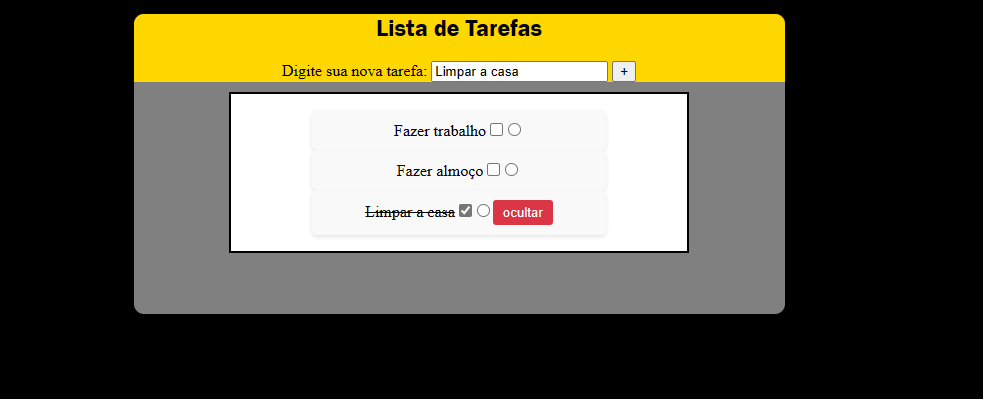 Lista de Tarefas
Digite sua nova tarefa: Limpar a casa +
Fazer trabalho
Fazer almoço
Limpar a casa ocultar